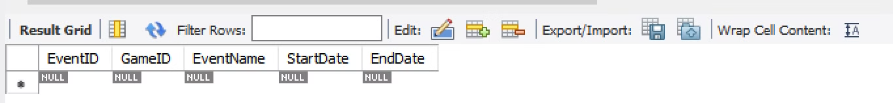 Result Grid Filter Rows: Edit: Export/Import: Wrap Cell Content: IA
EventID GameID EventName StartDate EndDate
* NULL NULL NULL NULL NULL